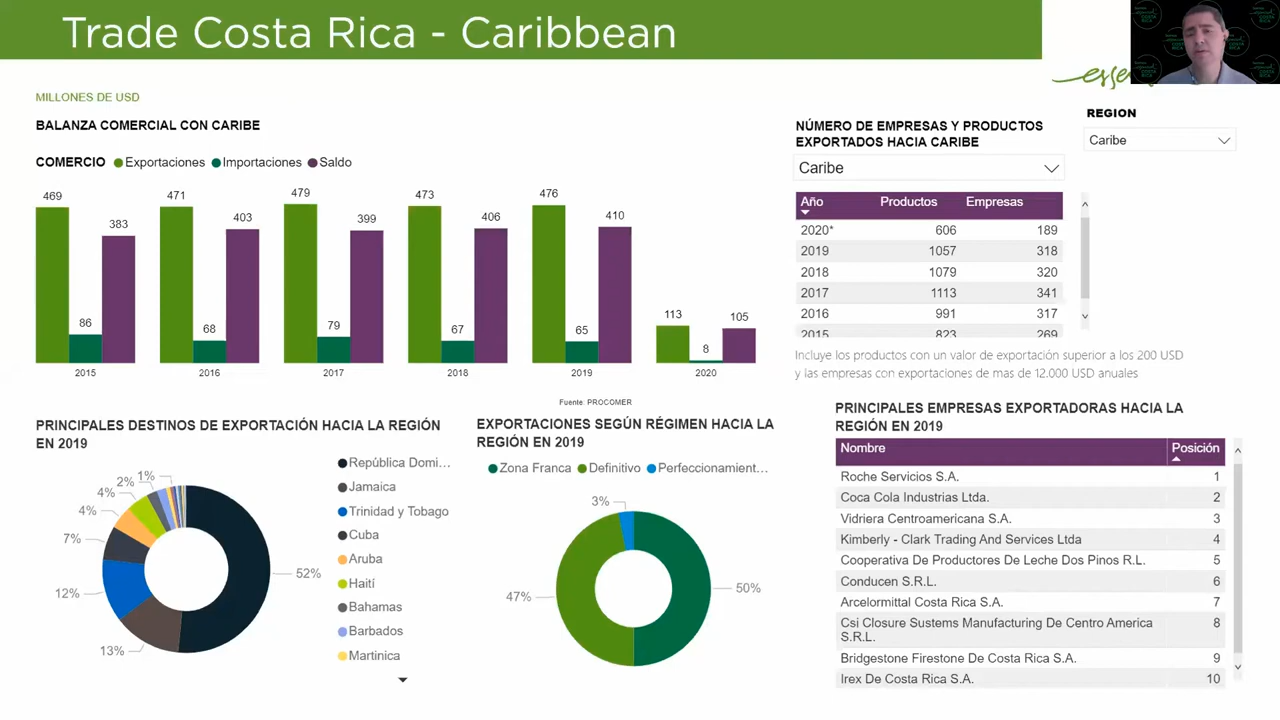 Trade Costa Rica - Caribbean
MILLONES DE USD
BALANZA COMERCIAL CON CARIBE
COMERCIO Exportaciones Importaciones Saldo
469 86 383
471 68 403
479 79 399
473 67 406
476 65 410
113 8 105
2015 2016 2017 2018 2019 2020
Fuente: PROCOMER
NÚMERO DE EMPRESAS Y PRODUCTOS
EXPORTADOS HACIA CARIBE
Caribe
REGION
Caribe
Año Productos Empresas
2020* 606 189
2019 1057 318
2018 1079 320
2017 1113 341
2016 991 317
2015 823 269
Incluye los productos con un valor de exportación superior a los 200 USD
y las empresas con exportaciones de mas de 12.000 USD anuales
PRINCIPALES DESTINOS DE EXPORTACIÓN HACIA LA REGIÓN
EN 2019
52%
13%
12%
7%
4%
4%
2%
1%
República Domi...
Jamaica
Trinidad y Tobago
Cuba
Aruba
Haití
Bahamas
Barbados
Martinica
EXPORTACIONES SEGÚN RÉGIMEN HACIA LA
REGIÓN EN 2019
Zona Franca Definitivo Perfeccionamient...
3%
47%
50%
PRINCIPALES EMPRESAS EXPORTADORAS HACIA LA
REGIÓN EN 2019
Nombre Posición
Roche Servicios S.A. 1
Coca Cola Industrias Ltda. 2
Vidriera Centroamericana S.A. 3
Kimberly - Clark Trading And Services Ltda 4
Cooperativa De Productores De Leche Dos Pinos R.L. 5
Conducen S.R.L. 6
Arcelormittal Costa Rica S.A. 7
Csi Closure Sustems Manufacturing De Centro America 8
S.R.L.
Bridgestone Firestone De Costa Rica S.A. 9
Irex De Costa Rica S.A. 10